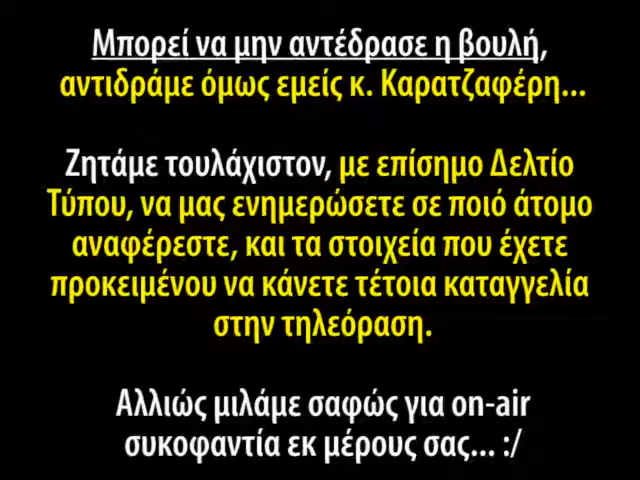 Μπορεί να μην αντέδρασε η βουλή,
αντιδράμε όμως εμείς κ. Καρατζαφέρη...
Ζητάμε τουλάχιστον, με επίσημο Δελτίο
Τύπου, να μας ενημερώσετε σε ποιό άτομο
αναφέρεστε, και τα στοιχεία που έχετε
προκειμένου να κάνετε τέτοια καταγγελία
στην τηλεόραση.
Αλλιώς μιλάμε σαφώς για on-air
συκοφαντία εκ μέρους σας... :/